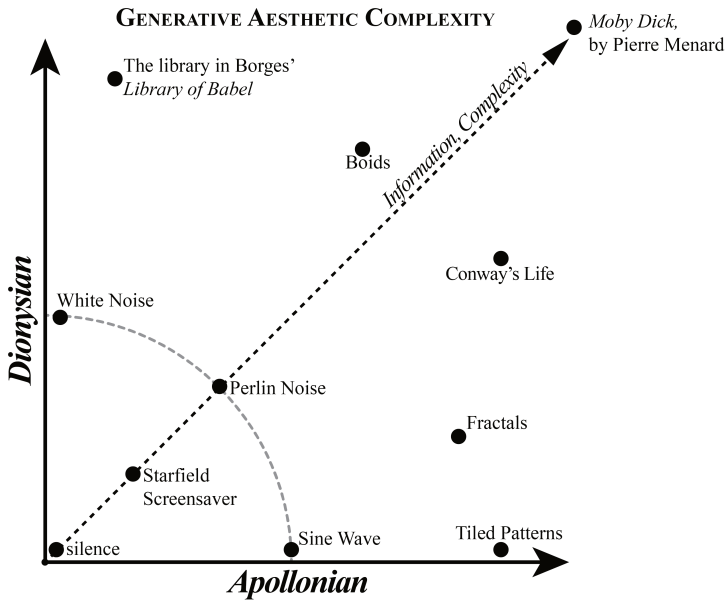 GENERATIVE AESTHETIC COMPLEXITY
Moby Dick,
by Pierre Menard
The library in Borges’
Library of Babel
Information, Complexity
Boids
Conway’s Life
White Noise
Dionysian
Perlin Noise
Fractals
Starfield
Screensaver
Sine Wave
Tiled Patterns
silence
Apollonian